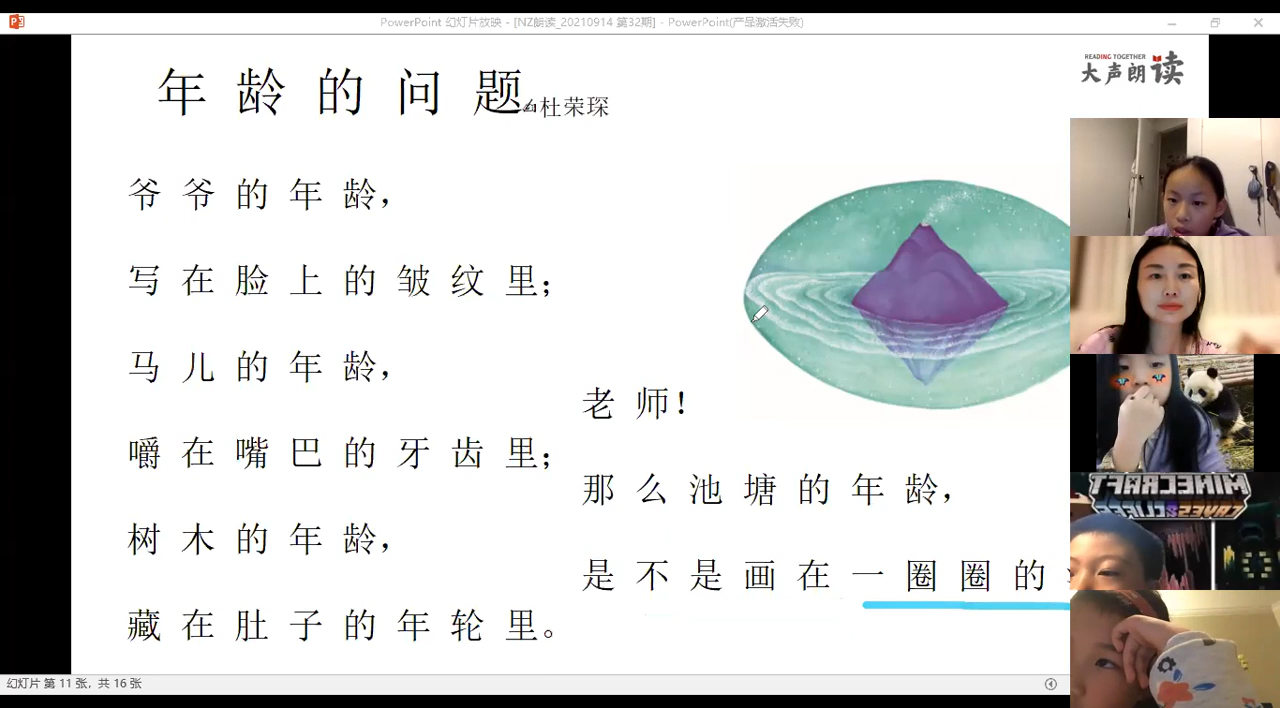 PowerPoint 幻灯片放映 - [NZ朗读_20210914 第32期] - PowerPoint(产品激活失败)
READING TOGETHER
大声朗读
年龄的问题
杜荣琛
爷爷的年龄，
写在脸上的皱纹里；
马儿的年龄，
嚼在嘴巴的牙齿里；
树木的年龄，
藏在肚子的年轮里。
老师！
那么池塘的年龄，
是不是画在一圈圈的
MINECRAFT
CAVES & CLIFFS
幻灯片 第 11 张，共 16 张